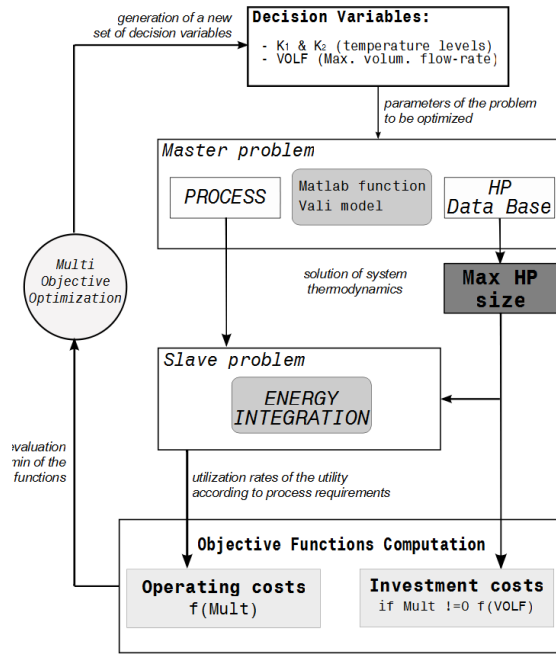 generation of a new
set of decision variables
Decision Variables:
- K1 & K2 (temperature levels)
- VOLF (Max. volum. flow-rate)
parameters of the problem
to be optimized
Master problem
PROCESS
Matlab function
Vali model
HP
Data Base
Multi
Objective
Optimization
solution of system
thermodynamics
Max HP
size
Slave problem
ENERGY
INTEGRATION
evaluation
min of the
functions
utilization rates of the utility
according to process requirements
Objective Functions Computation
Operating costs
f(Mult)
Investment costs
if Mult !=0 f(VOLF)